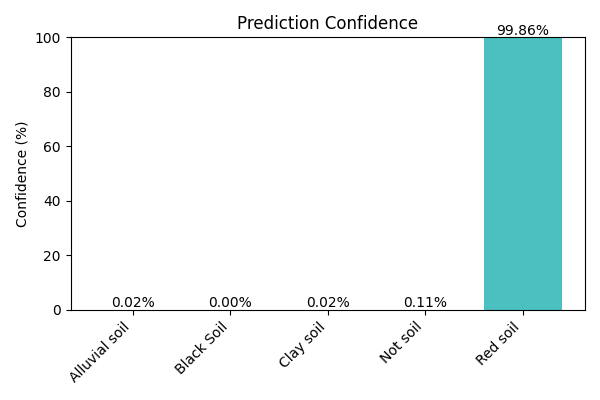 Prediction Confidence
Confidence (%)
100
80
60
40
20
0
0.02%
0.00%
0.02%
0.11%
99.86%
Alluvial soil
Black Soil
Clay soil
Not soil
Red soil